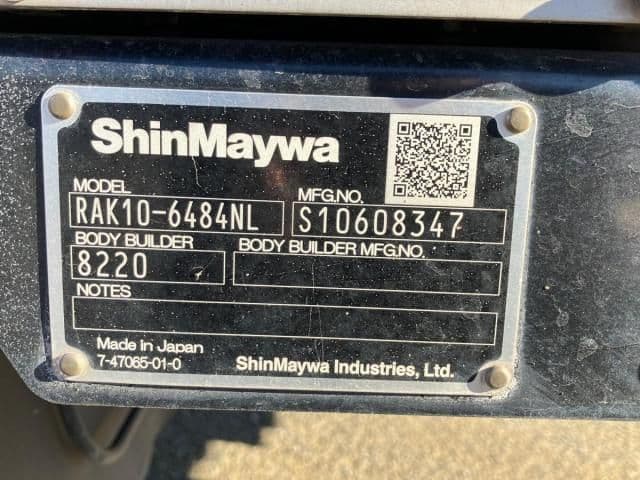 ShinMaywa
MODEL MFG.NO.
RAK10-6484NL S10608347
BODY BUILDER BODY BUILDER MFG.NO.
8220
NOTES
Made in Japan
7-47065-01-0 ShinMaywa Industries, Ltd.